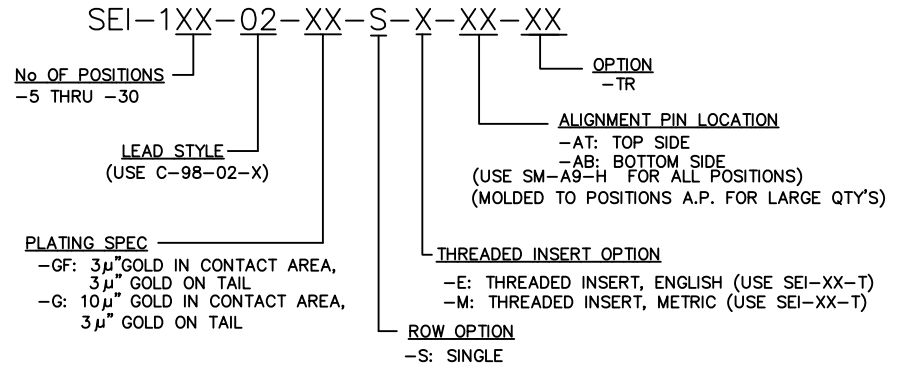 SEI-1XX-02-XX-S-X-XX-XX
No OF POSITIONS
-5 THRU -30
OPTION
-TR
LEAD STYLE
(USE C-98-02-X)
ALIGNMENT PIN LOCATION
-AT: TOP SIDE
-AB: BOTTOM SIDE
(USE SM-A9-H FOR ALL POSITIONS)
(MOLDED TO POSITIONS A.P. FOR LARGE QTY'S)
PLATING SPEC
-GF: 3µ"GOLD IN CONTACT AREA,
3µ" GOLD ON TAIL
-G: 10µ" GOLD IN CONTACT AREA,
3µ" GOLD ON TAIL
THREADED INSERT OPTION
-E: THREADED INSERT, ENGLISH (USE SEI-XX-T)
-M: THREADED INSERT, METRIC (USE SEI-XX-T)
ROW OPTION
-S: SINGLE